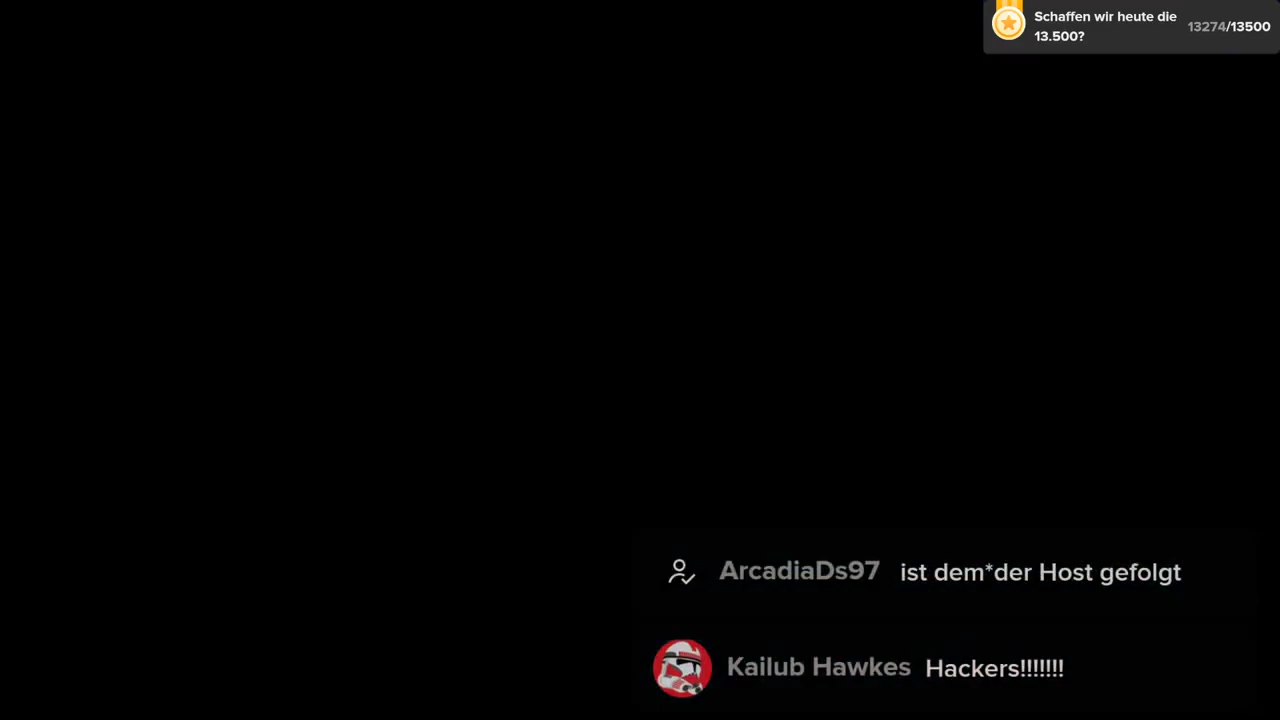 Schaffen wir heute die
13.500?
13274/13500
ArcadiaDs97 ist dem*der Host gefolgt
Kailub Hawkes Hackers!!!!!!!